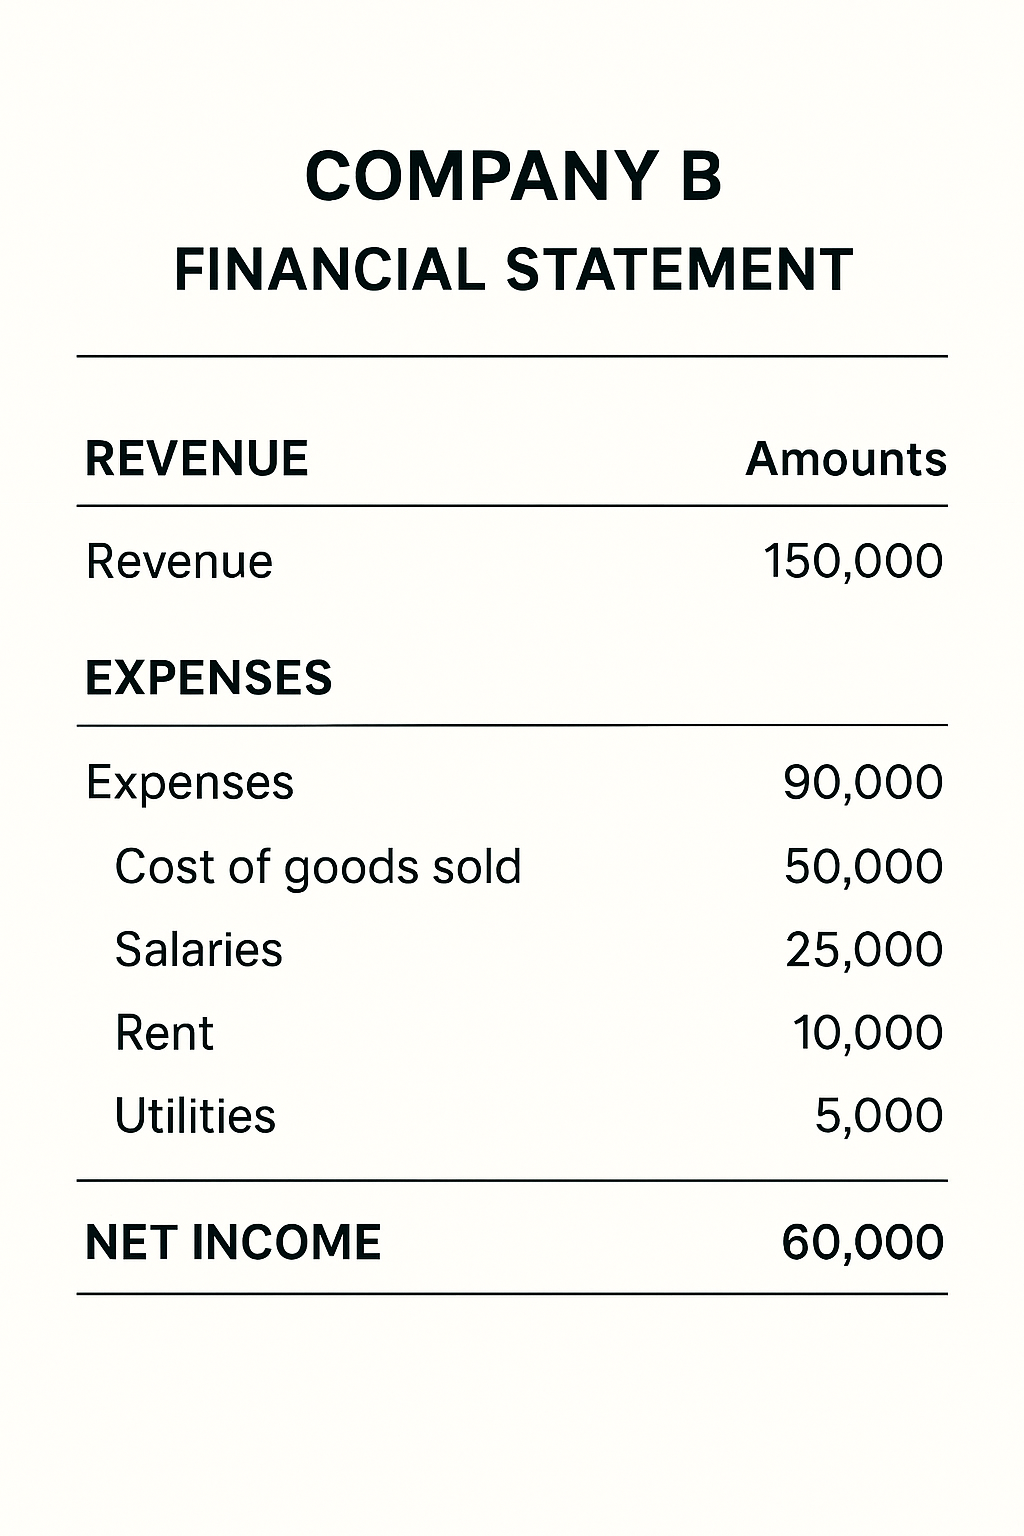 COMPANY B
FINANCIAL STATEMENT
REVENUE Amounts
Revenue 150,000
EXPENSES
Expenses 90,000
Cost of goods sold 50,000
Salaries 25,000
Rent 10,000
Utilities 5,000
NET INCOME 60,000